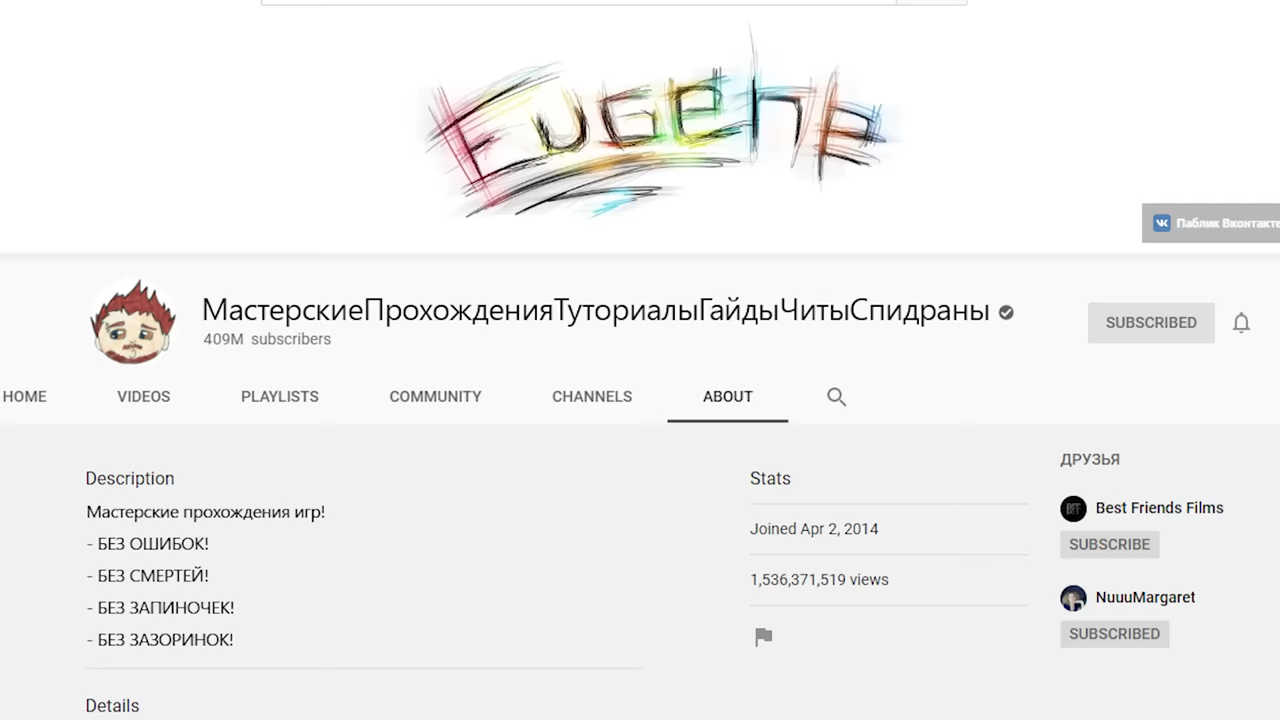 EUGENE
Паблик Вконтакте
МастерскиеПрохожденияТуториалыГайдыЧитыСпидраны
409M subscribers
SUBSCRIBED
HOME VIDEOS PLAYLISTS COMMUNITY CHANNELS ABOUT
Description
Мастерские прохождения игр!
- БЕЗ ОШИБОК!
- БЕЗ СМЕРТЕЙ!
- БЕЗ ЗАПИНОЧЕК!
- БЕЗ ЗАЗОРИНОК!
Details
Stats
Joined Apr 2, 2014
1,536,371,519 views
ДРУЗЬЯ
BFF
Best Friends Films
SUBSCRIBE
NuuuMargaret
SUBSCRIBED